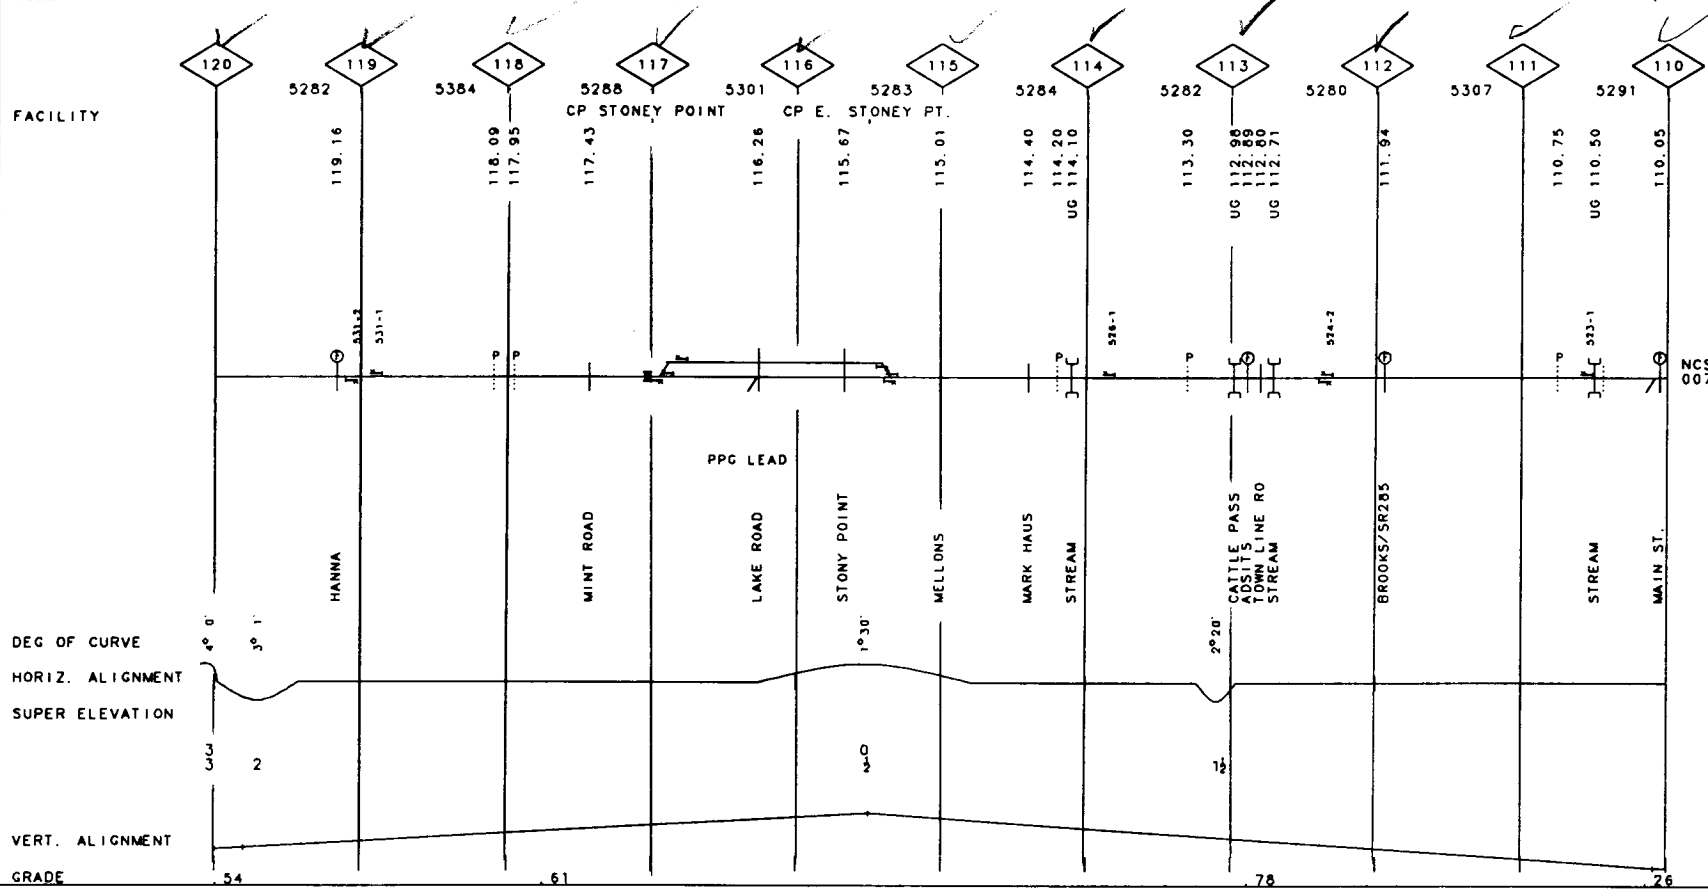 120 119 118 117 116 115 114 113 112 111 110
5282 5384 5288 5301 5283 5284 5282 5280 5307 5291
FACILITY
CP STONEY POINT CP E. STONEY PT.
119.16
118.09
117.95
117.43
116.26
115.67
115.01
114.40
114.20
UG 114.10
113.30
UG 112.98
112.89
112.80
UG 112.71
111.94
110.75
UG 110.50
110.05
531-2
531-1
526-1
524-2
523-1
P P P P P P P P P
NCS
007
PPG LEAD
HANNA
MINT ROAD
LAKE ROAD
STONY POINT
MELLONS
MARK HAUS
STREAM
CATTLE PASS
ADSITS
TOWN LINE RO
STREAM
BROOKS/SR285
STREAM
MAIN ST.
DEG OF CURVE
4° 0'
3° 1'
1° 30'
2° 20'
HORIZ. ALIGNMENT
SUPER ELEVATION
3 0
3 2 ½ 1½
VERT. ALIGNMENT
GRADE .54 .61 .78 .26